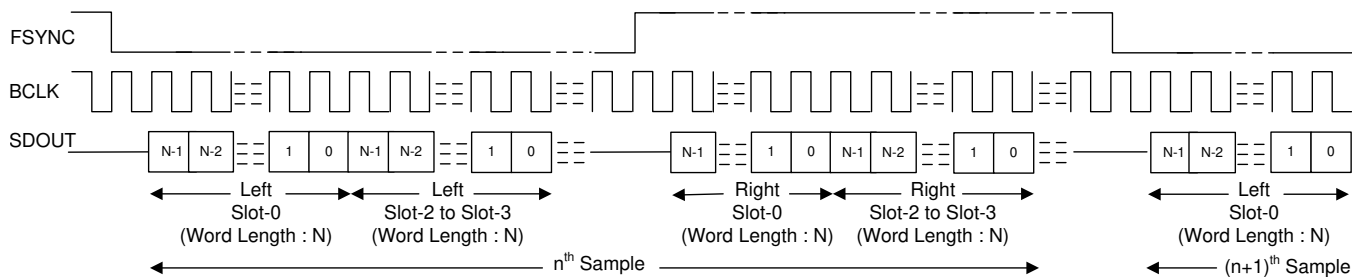 FSYNC
BCLK
SDOUT
N-1 N-2 1 0 N-1 N-2 1 0 N-1 1 0 N-1 N-2 1 0 N-1 N-2 1 0
Left Left Right Right Left
Slot-0 Slot-2 to Slot-3 Slot-0 Slot-2 to Slot-3 Slot-0
(Word Length : N) (Word Length : N) (Word Length : N) (Word Length : N) (Word Length : N)
nth Sample (n+1)th Sample